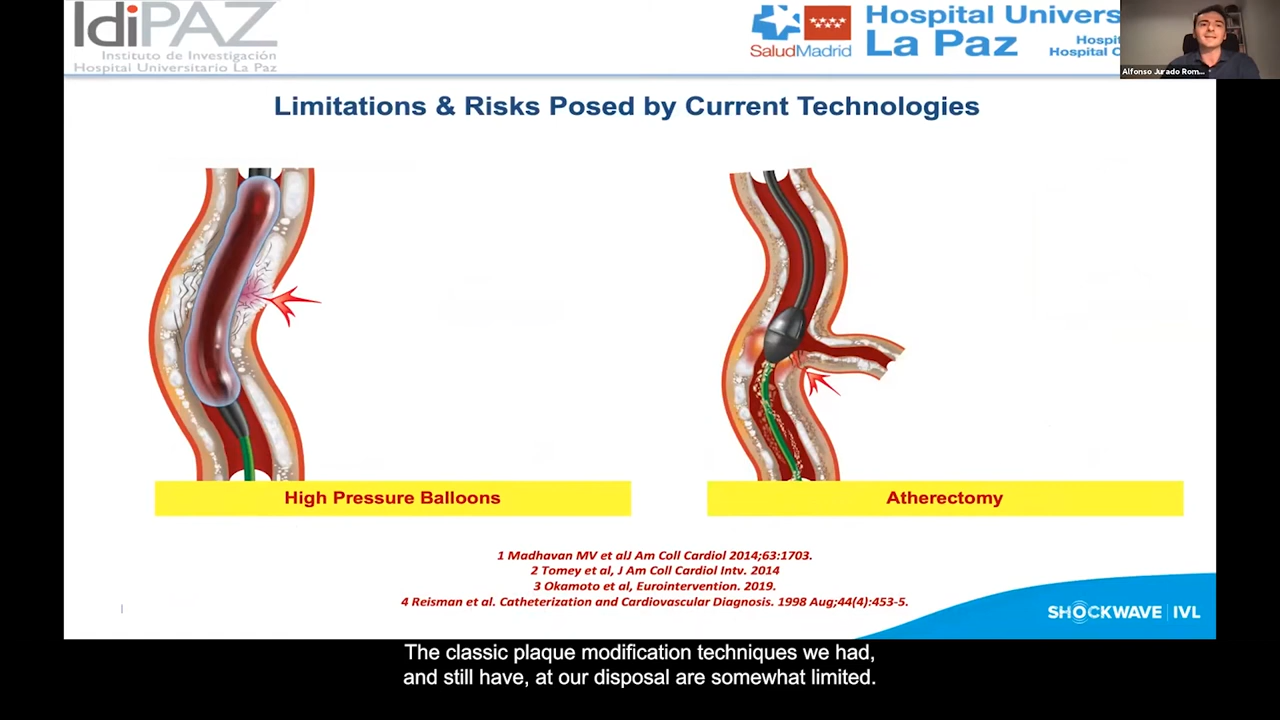 IdiPAZ
Instituto de Investigación
Hospital Universitario La Paz
SaludMadrid
Hospital Univers
La Paz
Hospit
Hospital C
Alfonso Jurado Rom...
Limitations & Risks Posed by Current Technologies
High Pressure Balloons
Atherectomy
1 Madhavan MV et alJ Am Coll Cardiol 2014;63:1703.
2 Tomey et al, J Am Coll Cardiol Intv. 2014
3 Okamoto et al, Eurointervention. 2019.
4 Reisman et al. Catheterization and Cardiovascular Diagnosis. 1998 Aug;44(4):453-5.
SHOCKWAVE | IVL
The classic plaque modification techniques we had,
and still have, at our disposal are somewhat limited.